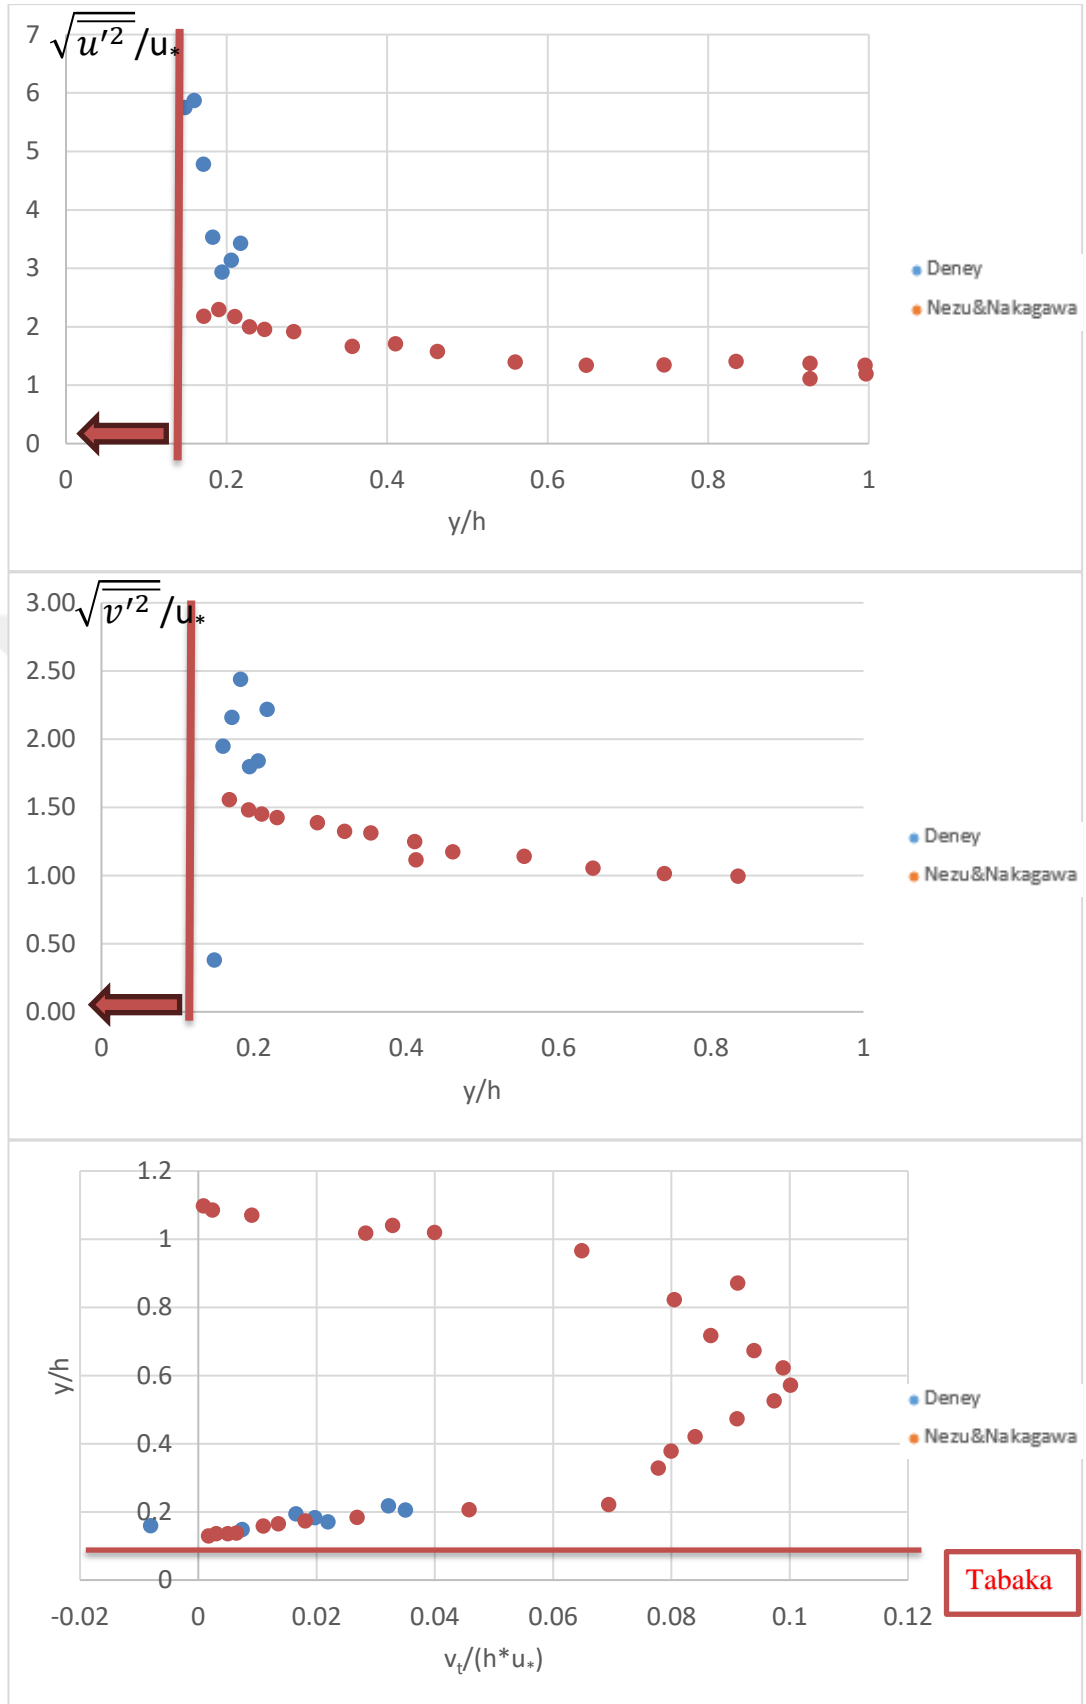 7 √u′²/u*
6
5
4
3
2
1
0
0 0.2 0.4 0.6 0.8 1
y/h
Deney
Nezu&Nakagawa
3.00 √v′²/u*
2.50
2.00
1.50
1.00
0.50
0.00
0 0.2 0.4 0.6 0.8 1
y/h
Deney
Nezu&Nakagawa
1.2
1
0.8
0.6
0.4
0.2
0
y/h
-0.02 0 0.02 0.04 0.06 0.08 0.1 0.12
vt/(h*u*)
Deney
Nezu&Nakagawa
Tabaka